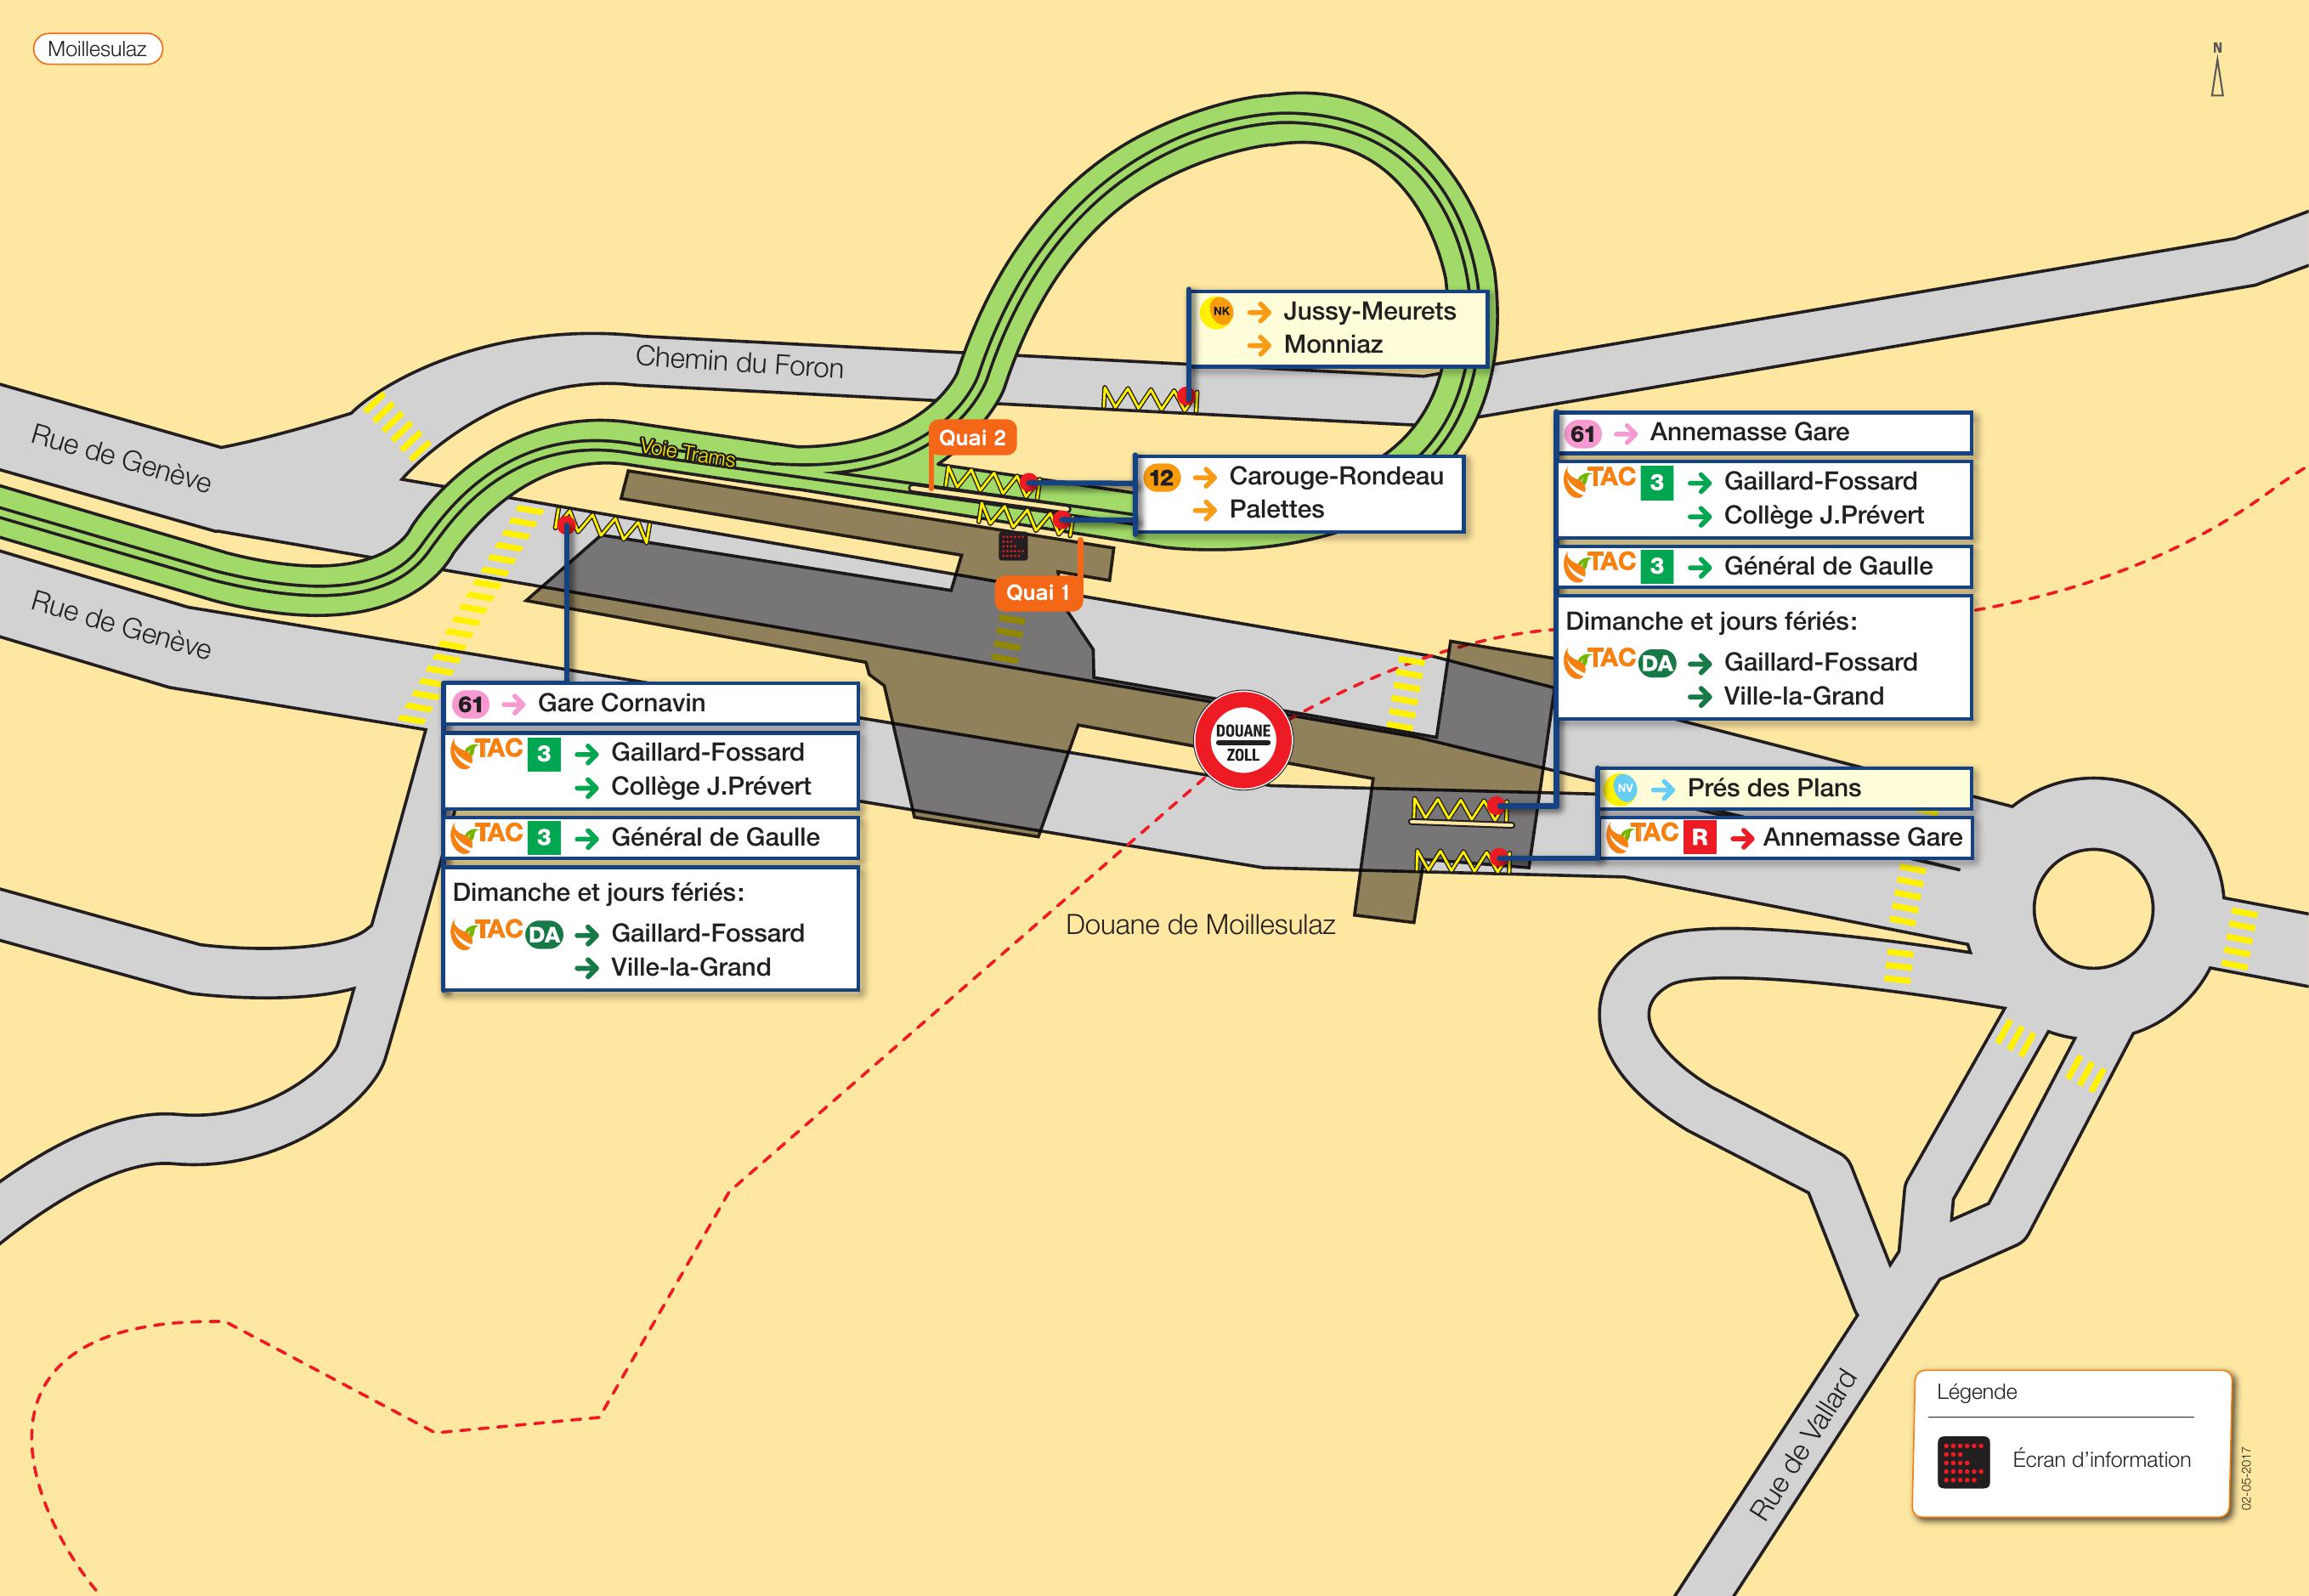 Moillesulaz
N
NK Jussy-Meurets
Monniaz
Chemin du Foron
Rue de Genève
Voie Trams
Quai 2
12 Carouge-Rondeau
Palettes
Quai 1
61 Annemasse Gare
TAC 3 Gaillard-Fossard
Collège J.Prévert
TAC 3 Général de Gaulle
Dimanche et jours fériés:
TAC DA Gaillard-Fossard
Ville-la-Grand
Rue de Genève
61 Gare Cornavin
TAC 3 Gaillard-Fossard
Collège J.Prévert
TAC 3 Général de Gaulle
Dimanche et jours fériés:
TAC DA Gaillard-Fossard
Ville-la-Grand
DOUANE
ZOLL
NV Prés des Plans
TAC R Annemasse Gare
Douane de Moillesulaz
Rue de Vallard
Légende
Écran d'information
02-05-2017